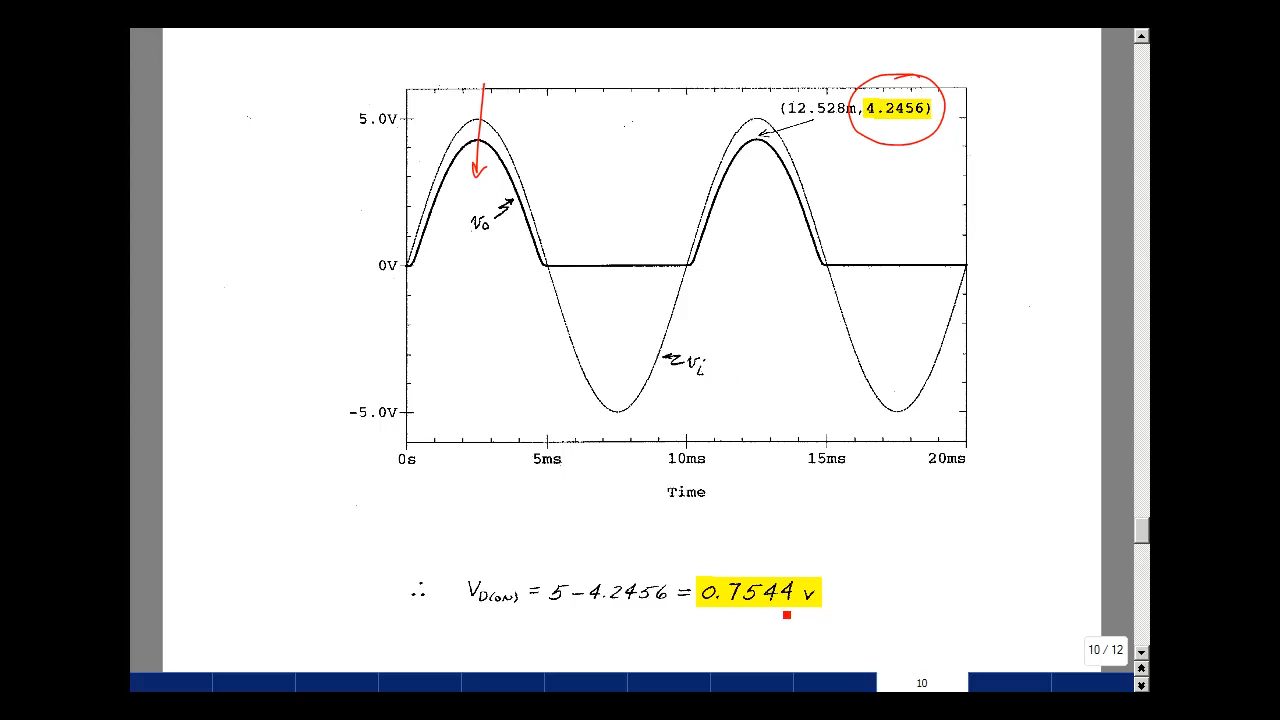 (12.528m,4.2456)
5.0V
v₀
0V
vᵢ
-5.0V
0s 5ms 10ms 15ms 20ms
Time
∴ V_D(ON) = 5 - 4.2456 = 0.7544 v
10 / 12
10